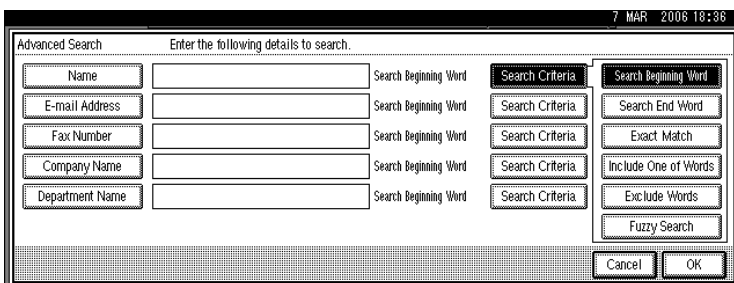 7 MAR 2006 18:36
Advanced Search Enter the following details to search.
Name Search Beginning Word Search Criteria Search Beginning Word
E-mail Address Search Beginning Word Search Criteria Search End Word
Fax Number Search Beginning Word Search Criteria Exact Match
Company Name Search Beginning Word Search Criteria Include One of Words
Department Name Search Beginning Word Search Criteria Exclude Words
Fuzzy Search
Cancel OK